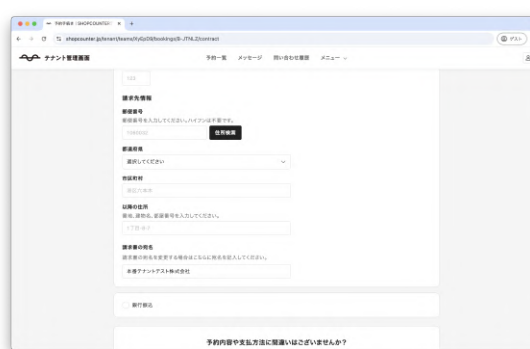 予約手続き | SHOPCOUNTER
ゲスト
テナント管理画面
予約一覧 メッセージ 問い合わせ履歴 メニュー
請求先情報
郵便番号
郵便番号を入力してください。ハイフンは不要です。
住所検索
都道府県
選択してください
市区町村
港区六本木
以降の住所
番地、建物名、部屋番号を入力してください。
請求書の宛名
請求書の宛名を変更する場合はこちらに宛名を記入してください。
本番テナントテスト株式会社
銀行振込
予約内容や支払方法に間違いはございませんか?